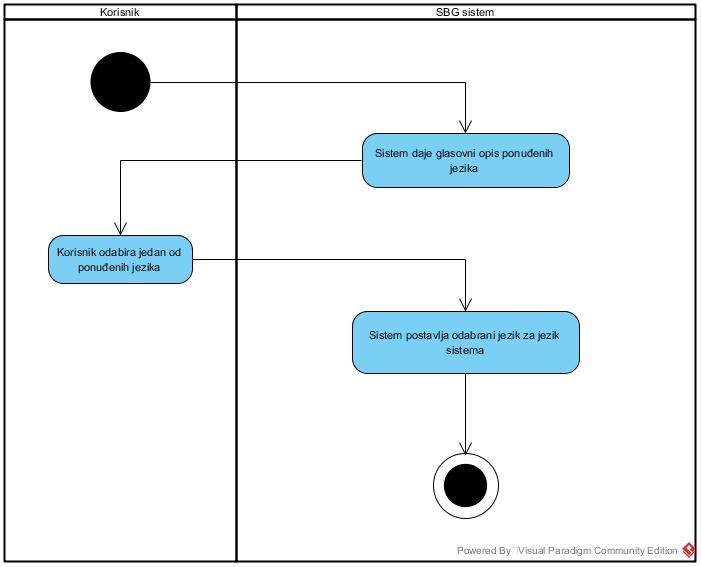 Korisnik
SBG sistem
Sistem daje glasovni opis ponuđenih
jezika
Korisnik odabira jedan od
ponuđenih jezika
Sistem postavlja odabrani jezik za jezik
sistema
Powered By Visual Paradigm Community Edition